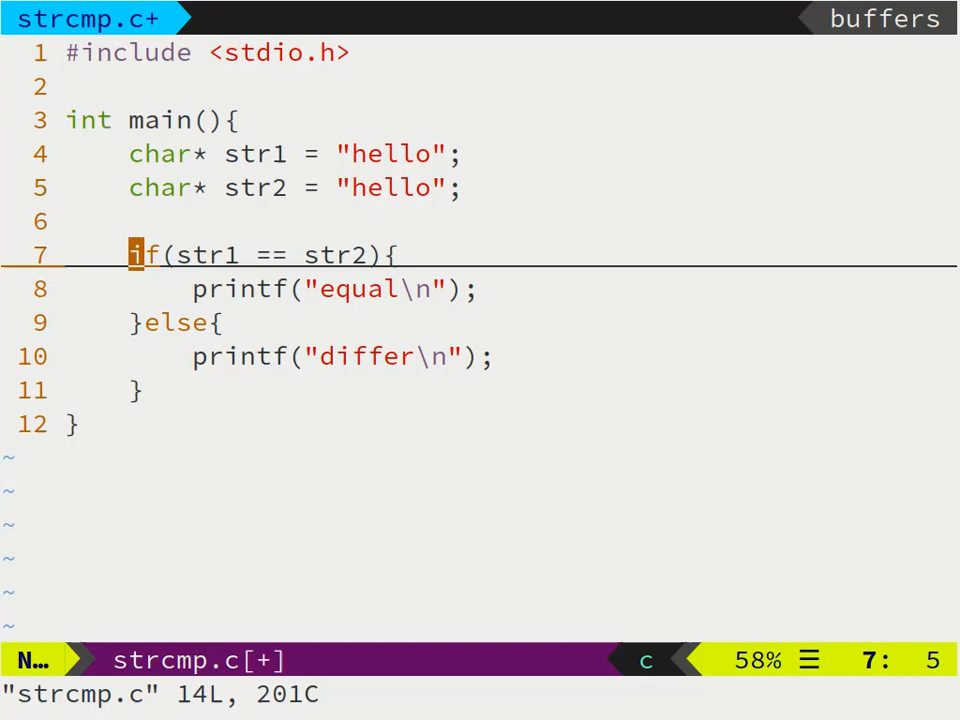 strcmp.c+ buffers
1 #include <stdio.h>
2
3 int main(){
4     char* str1 = "hello";
5     char* str2 = "hello";
6
7     if(str1 == str2){
8         printf("equal\n");
9     }else{
10         printf("differ\n");
11     }
12 }
~
~
~
~
~
~
N… strcmp.c[+] c 58% ☰ 7: 5
"strcmp.c" 14L, 201C